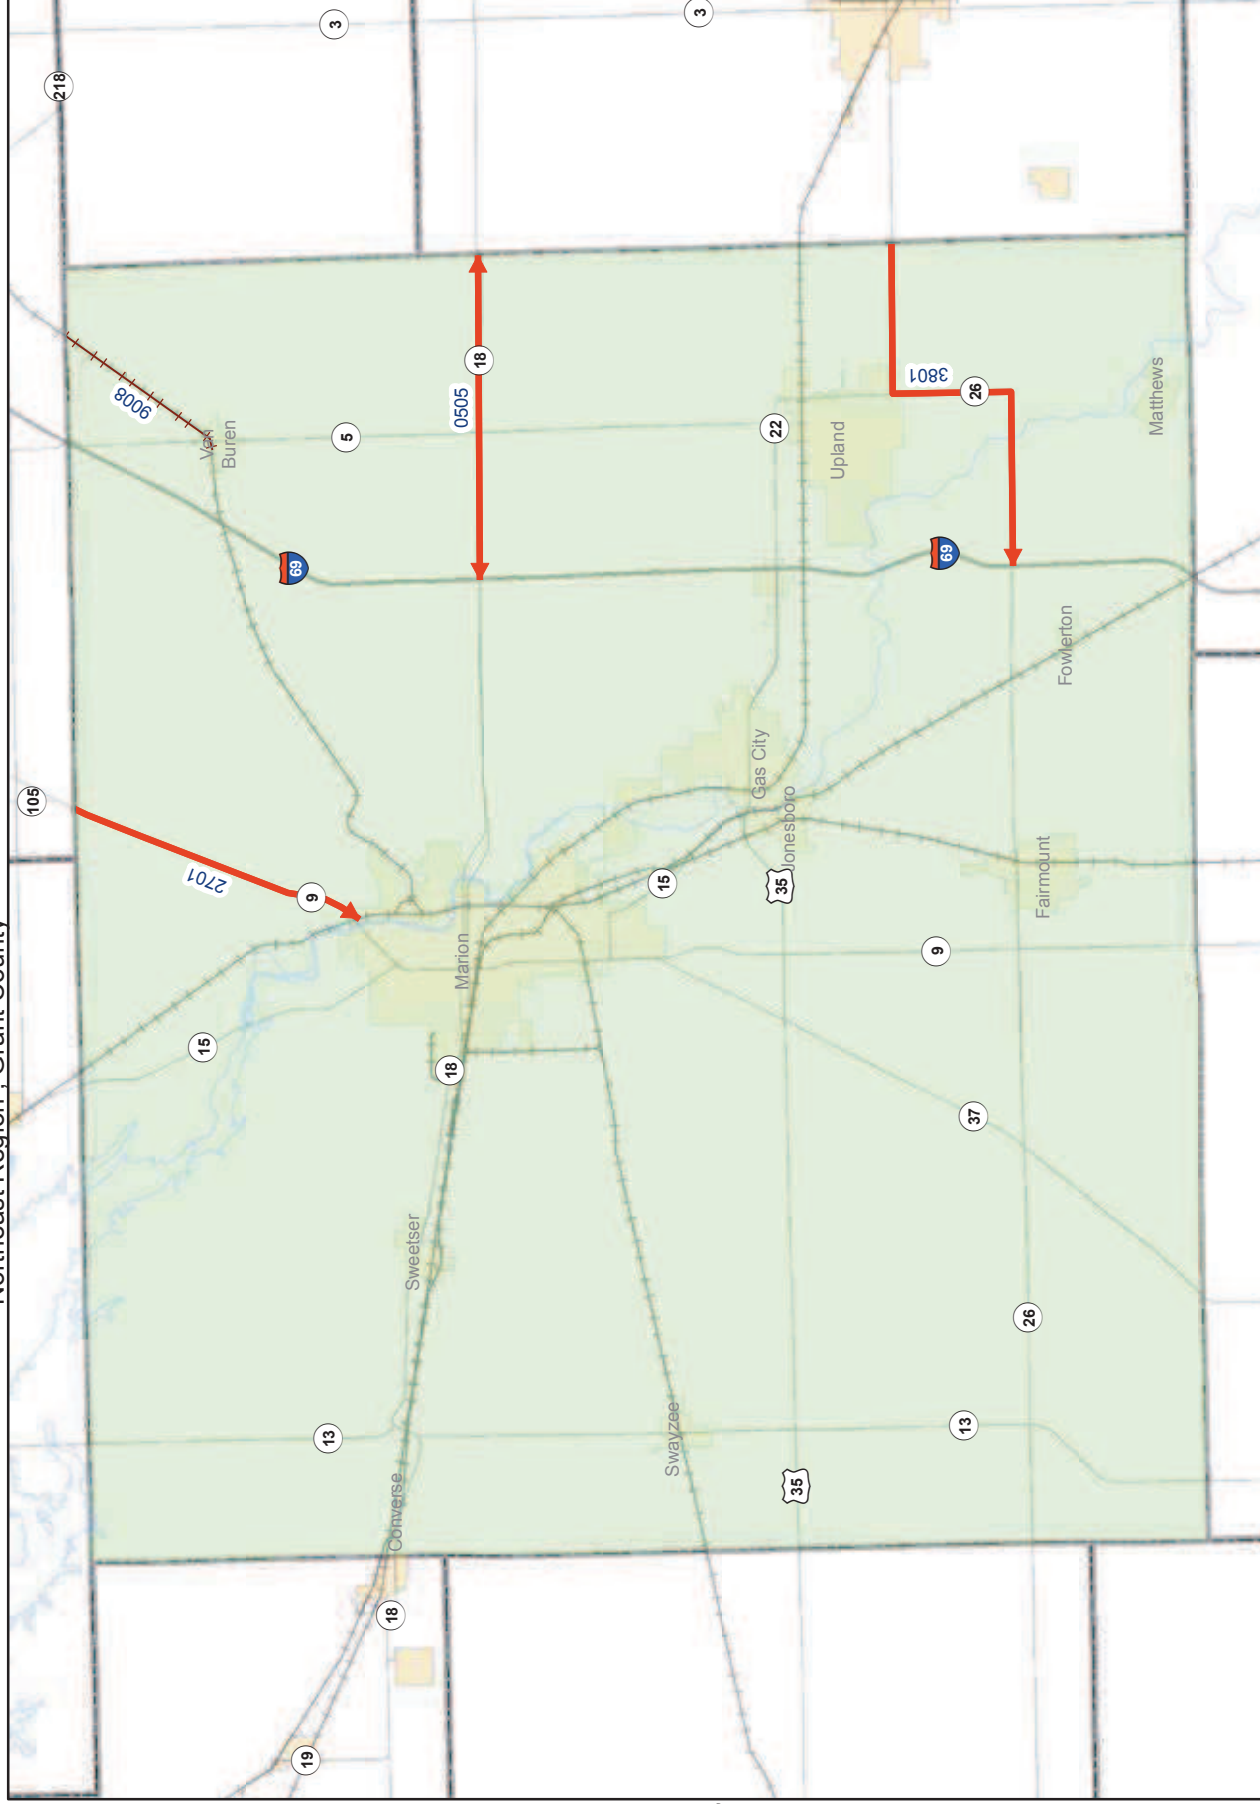 Northeast Region , Grant County
218
3
3
105
9008
Van
Buren
5
69
18
0505
22
Upland
3801
26
Matthews
69
Fowlerton
2701
9
15
Marion
18
Gas City
Jonesboro
15
35
Fairmount
9
37
26
Sweetser
13
Swayzee
13
35
Converse
18
19